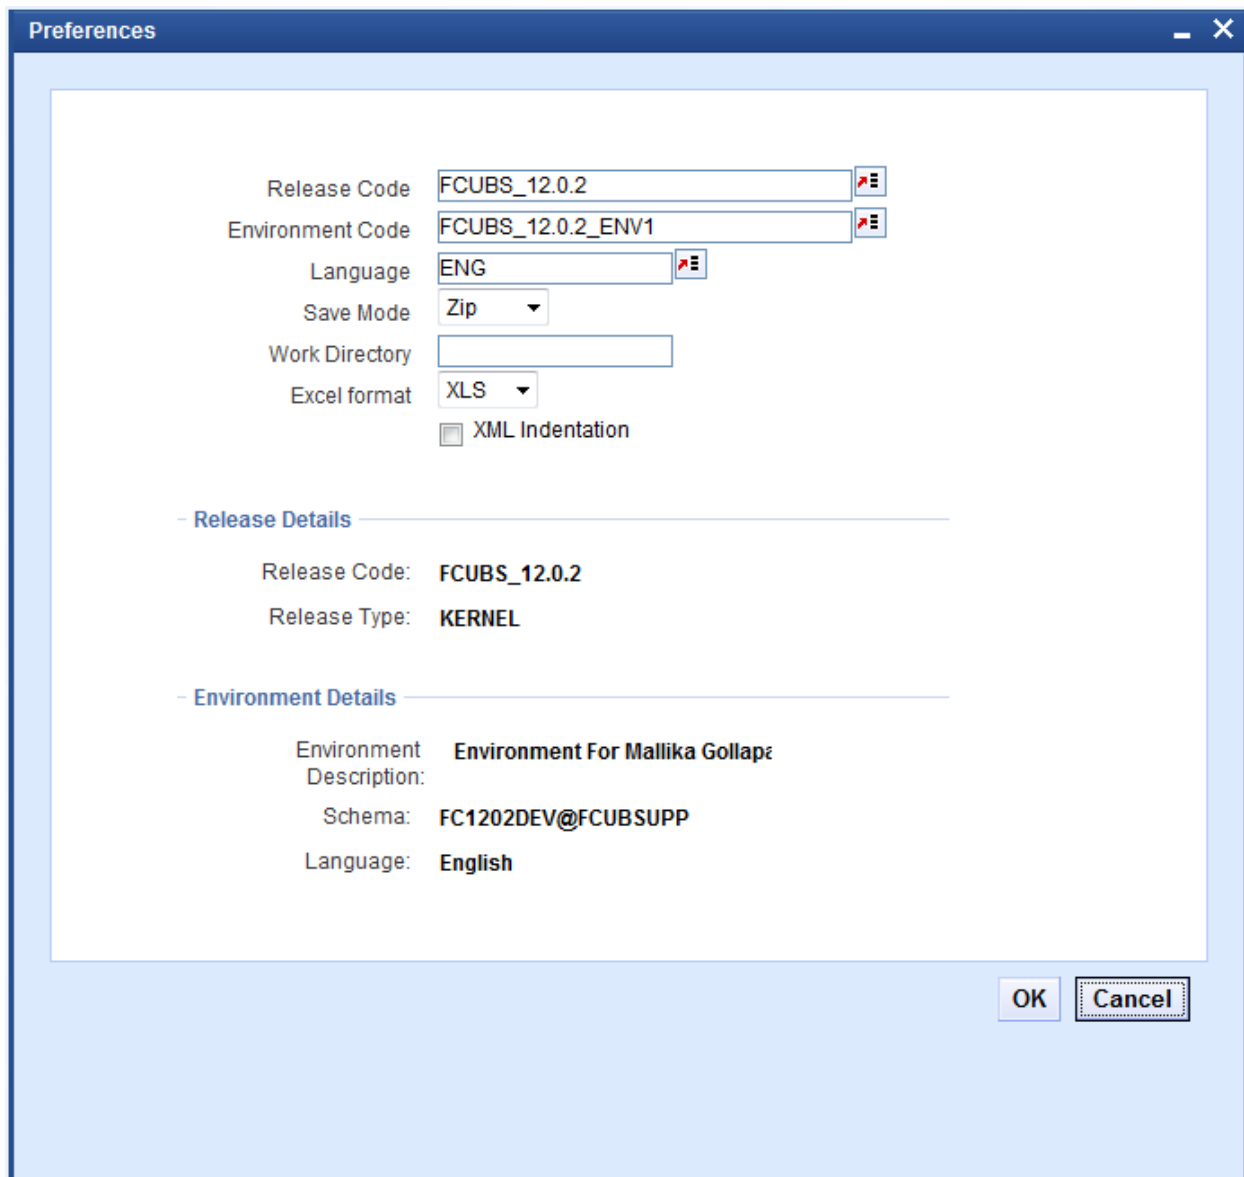 Preferences
Release Code FCUBS_12.0.2
Environment Code FCUBS_12.0.2_ENV1
Language ENG
Save Mode Zip
Work Directory
Excel format XLS
XML Indentation
Release Details
Release Code: FCUBS_12.0.2
Release Type: KERNEL
Environment Details
Environment Description: Environment For Mallika Gollapa
Schema: FC1202DEV@FCUBSUPP
Language: English
OK Cancel